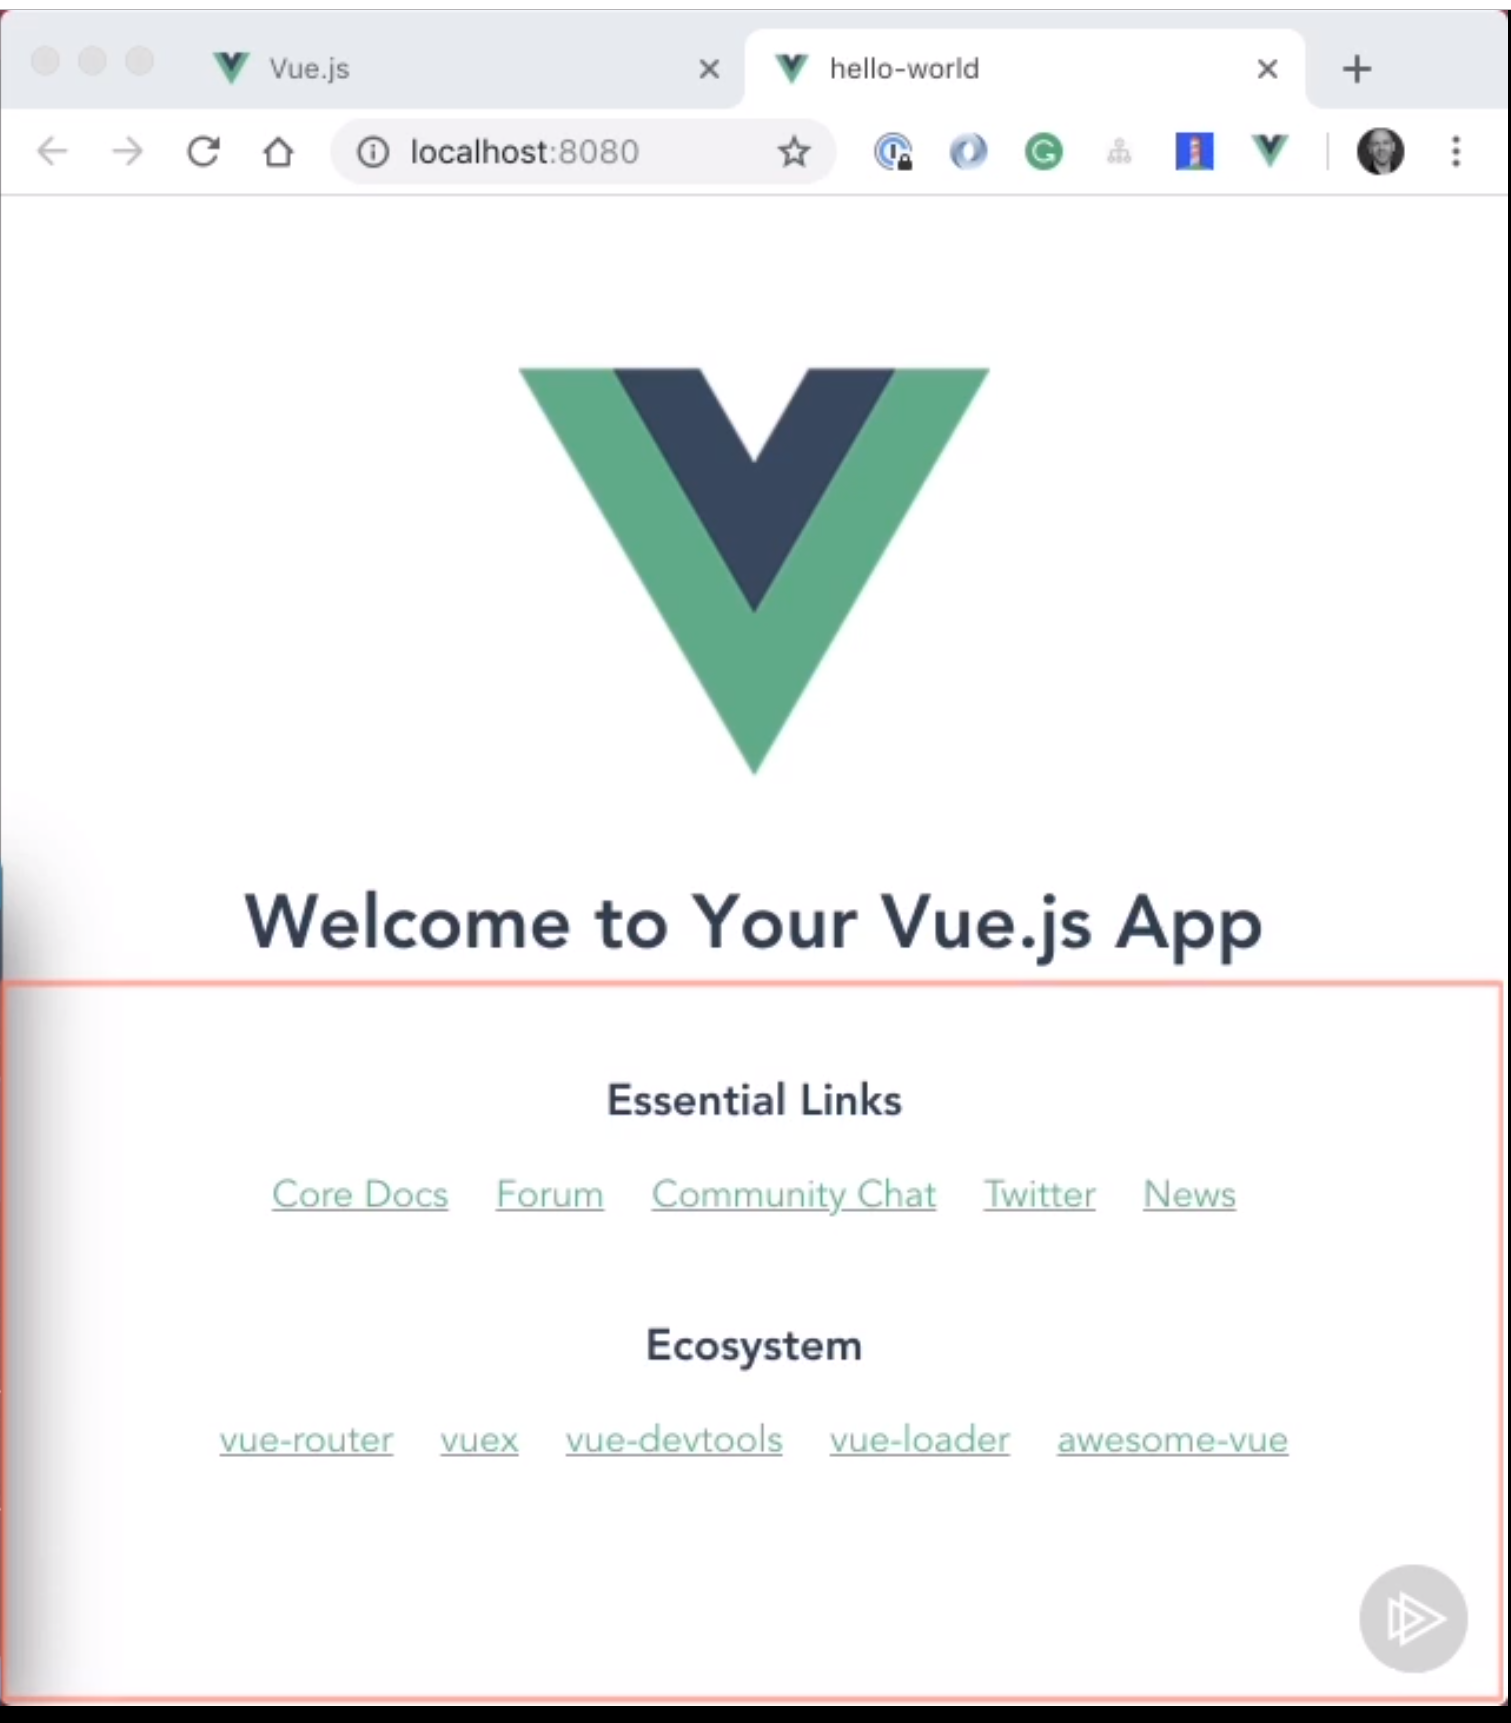 Vue.js
hello-world
localhost:8080
Welcome to Your Vue.js App
Essential Links
Core Docs Forum Community Chat Twitter News
Ecosystem
vue-router vuex vue-devtools vue-loader awesome-vue